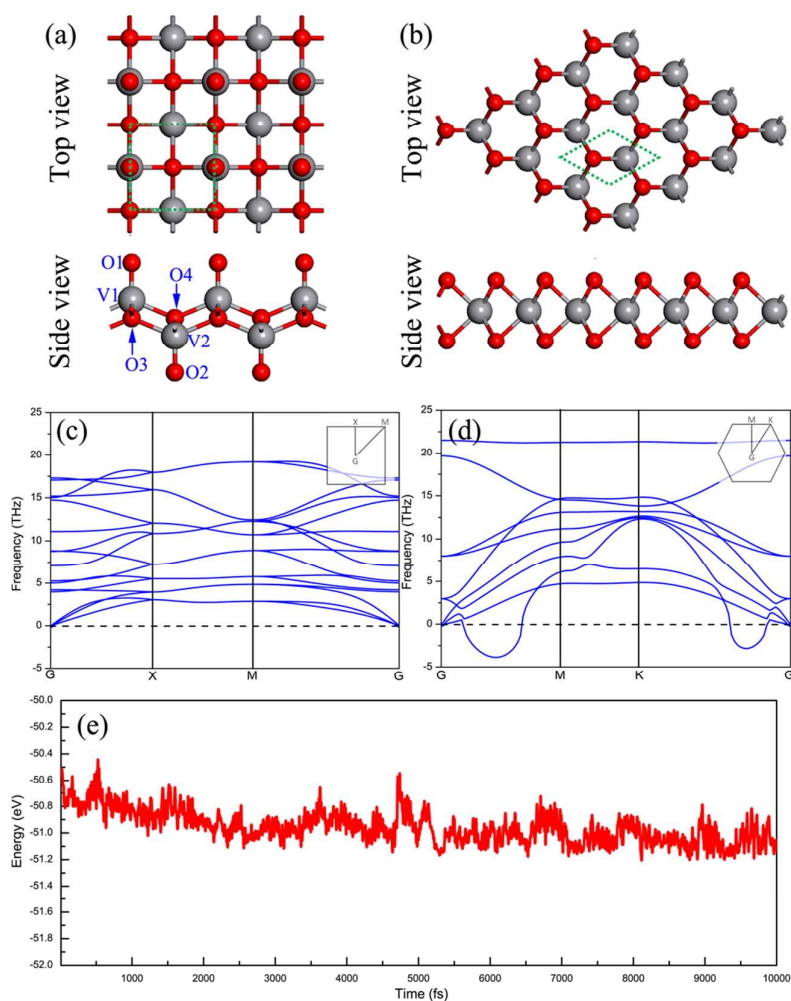 (a)
(b)
Top view
Top view
Side view
Side view
O1
V1
O4
O3
V2
O2
(c)
(d)
Frequency (THz)
25
20
15
10
5
0
-5
G X M G
X M
G
Frequency (THz)
25
20
15
10
5
0
-5
G M K G
M K
G
(e)
Energy (eV)
-50.0
-50.2
-50.4
-50.6
-50.8
-51.0
-51.2
-51.4
-51.6
-51.8
-52.0
1000 2000 3000 4000 5000 6000 7000 8000 9000 10000
Time (fs)